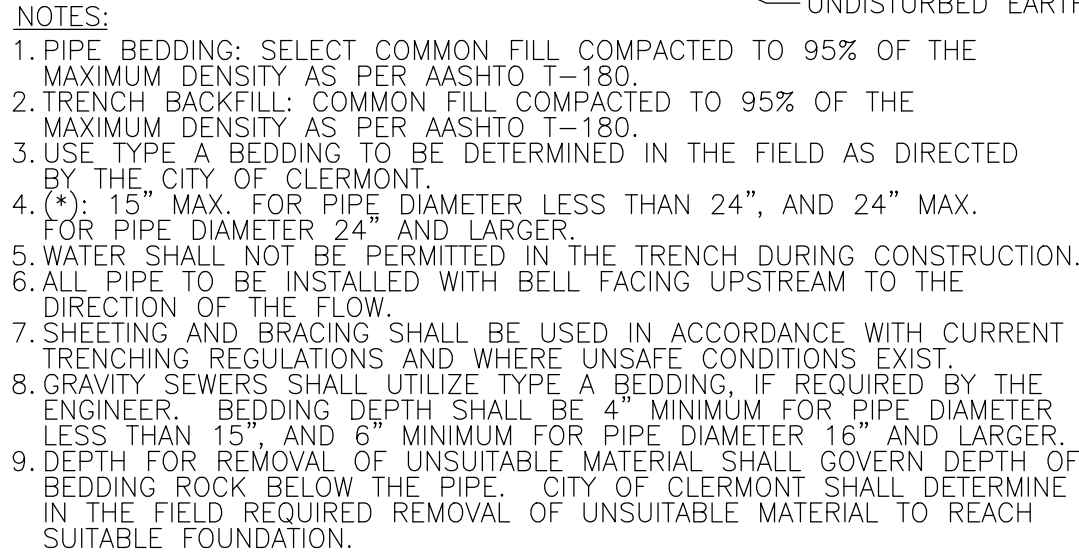 UNDISTURBED EARTH
NOTES:
1. PIPE BEDDING: SELECT COMMON FILL COMPACTED TO 95% OF THE
MAXIMUM DENSITY AS PER AASHTO T-180.
2. TRENCH BACKFILL: COMMON FILL COMPACTED TO 95% OF THE
MAXIMUM DENSITY AS PER AASHTO T-180.
3. USE TYPE A BEDDING TO BE DETERMINED IN THE FIELD AS DIRECTED
BY THE CITY OF CLERMONT.
4. (*): 15" MAX. FOR PIPE DIAMETER LESS THAN 24", AND 24" MAX.
FOR PIPE DIAMETER 24" AND LARGER.
5. WATER SHALL NOT BE PERMITTED IN THE TRENCH DURING CONSTRUCTION.
6. ALL PIPE TO BE INSTALLED WITH BELL FACING UPSTREAM TO THE
DIRECTION OF THE FLOW.
7. SHEETING AND BRACING SHALL BE USED IN ACCORDANCE WITH CURRENT
TRENCHING REGULATIONS AND WHERE UNSAFE CONDITIONS EXIST.
8. GRAVITY SEWERS SHALL UTILIZE TYPE A BEDDING, IF REQUIRED BY THE
ENGINEER. BEDDING DEPTH SHALL BE 4" MINIMUM FOR PIPE DIAMETER
LESS THAN 15", AND 6" MINIMUM FOR PIPE DIAMETER 16" AND LARGER.
9. DEPTH FOR REMOVAL OF UNSUITABLE MATERIAL SHALL GOVERN DEPTH OF
BEDDING ROCK BELOW THE PIPE. CITY OF CLERMONT SHALL DETERMINE
IN THE FIELD REQUIRED REMOVAL OF UNSUITABLE MATERIAL TO REACH
SUITABLE FOUNDATION.